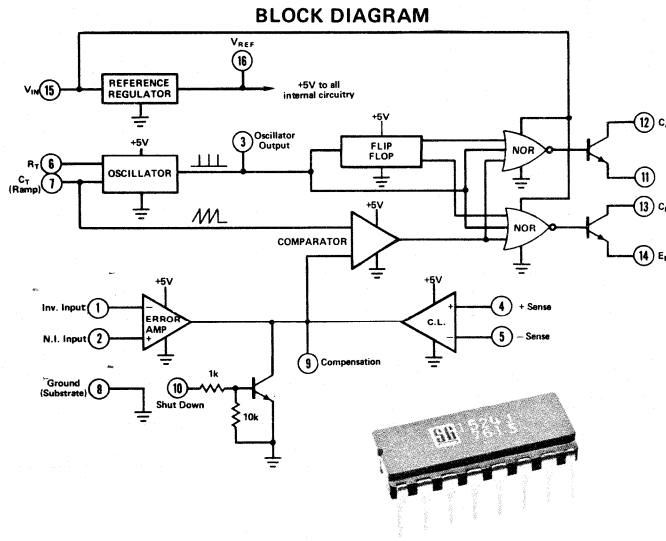 BLOCK DIAGRAM
VREF
16
VIN 15
REFERENCE
REGULATOR
+5V to all
internal circuitry
+5V
RT 6
CT 7
(Ramp)
OSCILLATOR
3
Oscillator
Output
+5V
FLIP
FLOP
NOR
12
11
+5V
COMPARATOR
NOR
13
14
+5V
Inv. Input 1
N.I. Input 2
−
+
ERROR
AMP
+5V
C.L.
+
−
4 + Sense
5 − Sense
9 Compensation
Ground 8
(Substrate)
10
Shut Down
1k
10k
SG 1524J
7615